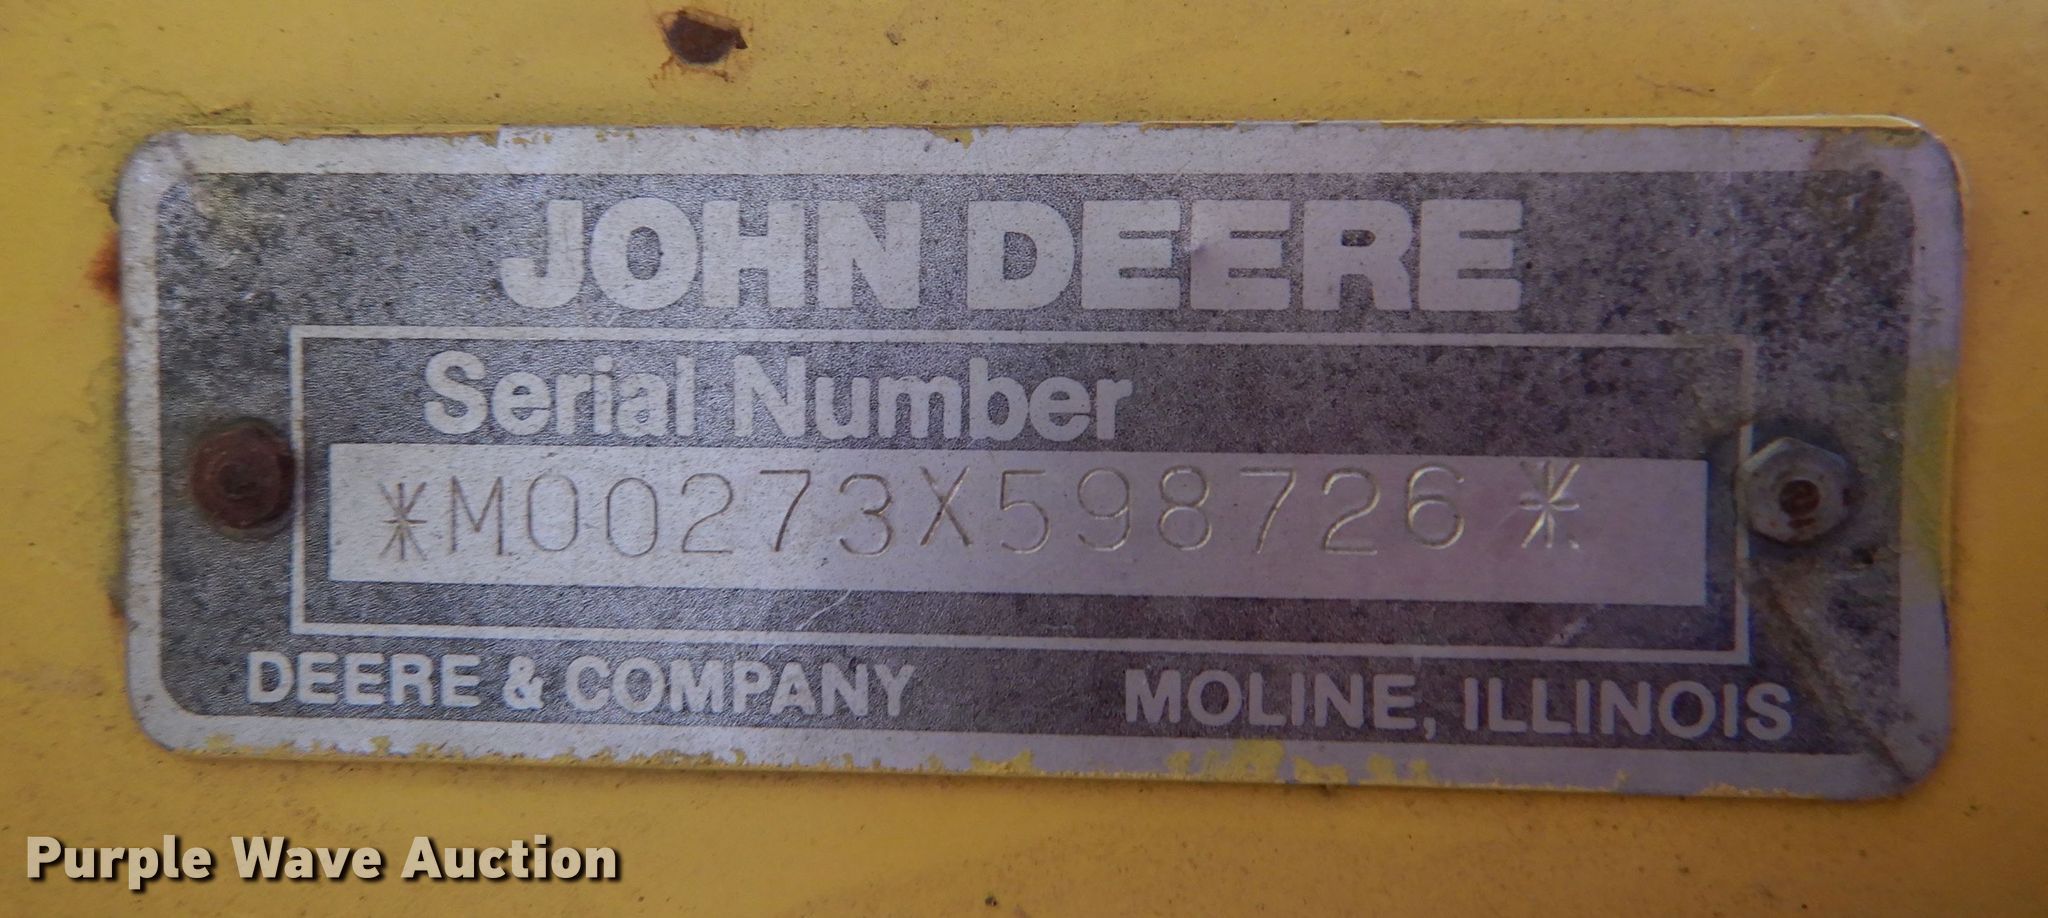 JOHN DEERE
Serial Number
*M00273X598726*
DEERE & COMPANY MOLINE, ILLINOIS
Purple Wave Auction